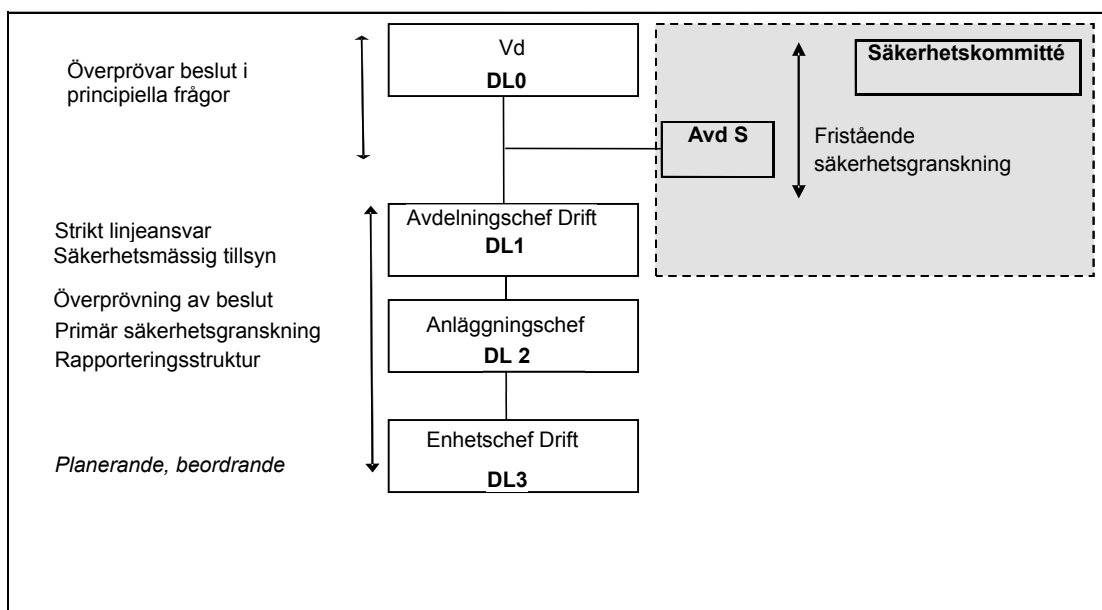 Vd
DL0
Överprövar beslut i
principiella frågor
Säkerhetskommitté
Avd S
Fristående
säkerhetsgranskning
Avdelningschef Drift
DL1
Strikt linjeansvar
Säkerhetsmässig tillsyn
Överprövning av beslut
Primär säkerhetsgranskning
Rapporteringsstruktur
Anläggningschef
DL 2
Enhetschef Drift
DL3
Planerande, beordrande